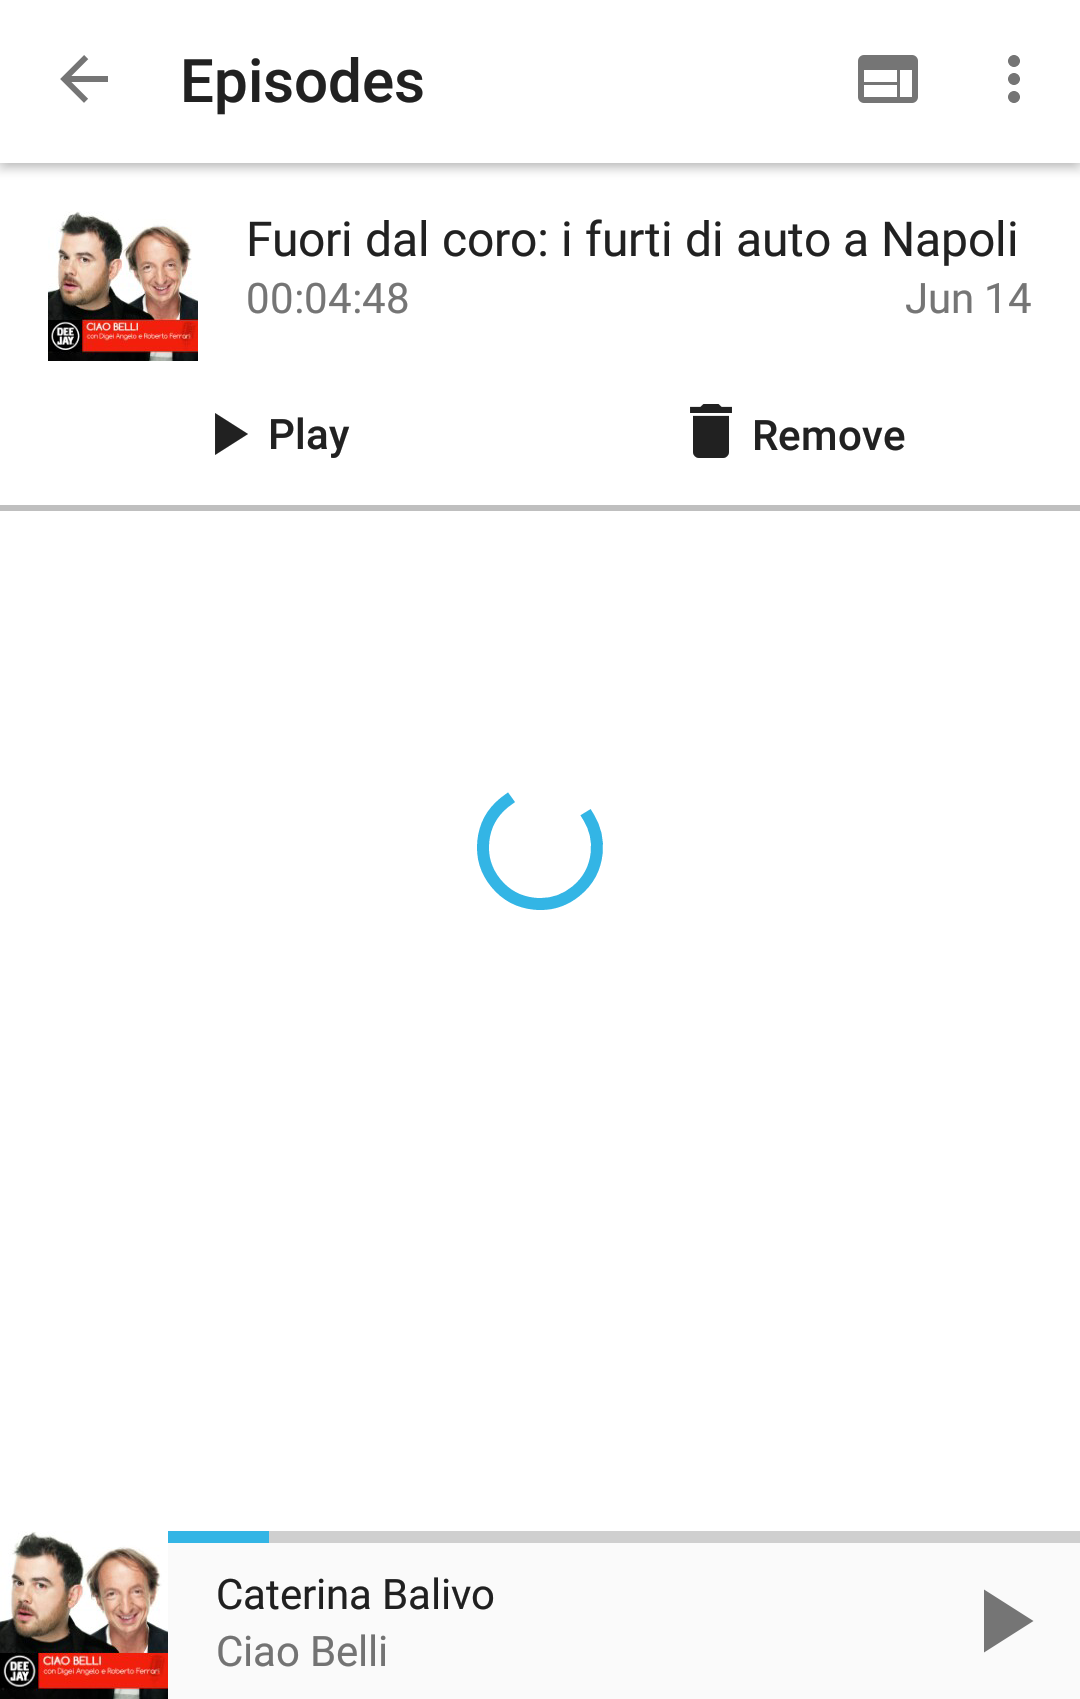 Episodes
Fuori dal coro: i furti di auto a Napoli
00:04:48
Jun 14
DEE
JAY
CIAO BELLI
con Digei Angelo e Roberto Ferrari
Play
Remove
Caterina Balivo
Ciao Belli
DEE
JAY
CIAO BELLI
con Digei Angelo e Roberto Ferrari